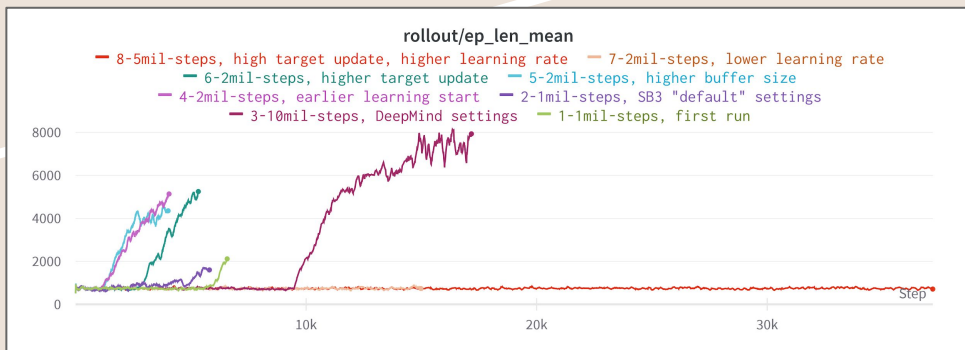 rollout/ep_len_mean
8-5mil-steps, high target update, higher learning rate 7-2mil-steps, lower learning rate
6-2mil-steps, higher target update 5-2mil-steps, higher buffer size
4-2mil-steps, earlier learning start 2-1mil-steps, SB3 "default" settings
3-10mil-steps, DeepMind settings 1-1mil-steps, first run
8000
6000
4000
2000
0
Step
10k 20k 30k